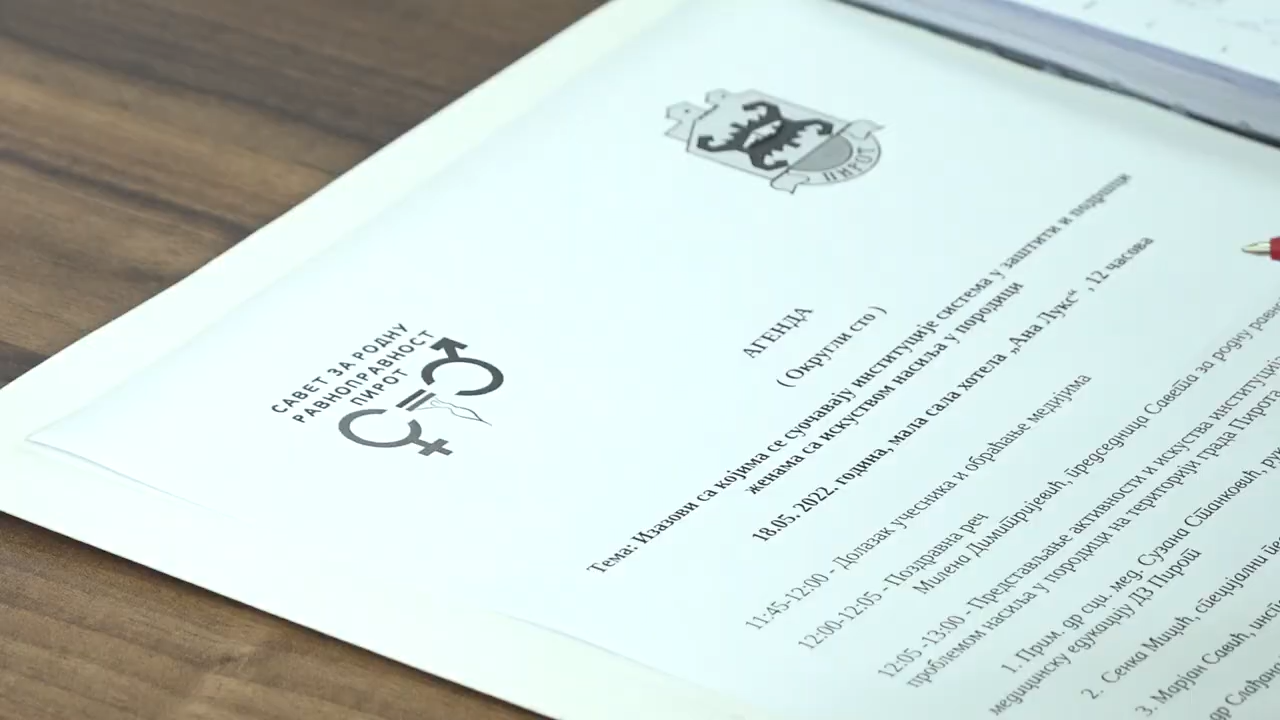 ПИРОТ
САВЕТ ЗА РОДНУ
РАВНОПРАВНОСТ
ПИРОТ
АГЕНДА
( Округли сто )
Тема: Изазови са којима се суочавају институције система у заштити и подршци
женама са искуством насиља у породици
18.05. 2022. година, мала сала хотела „Ана Лукс“ , 12 часова
11:45-12:00 - Долазак учесника и обраћање медијима
12:00-12:05 - Поздравна реч
Милена Димитријевић, председница Савета за родну
12:05 -13:00 - Представљање активности и искуства
проблемом насиља у породици на територији града Пирота
1. Прим. др сци. мед. Сузана Станковић,
медицинску едукацију ДЗ Пирот
2. Сенка Мицић, специјални
3. Маријан Савић,
др Слађана